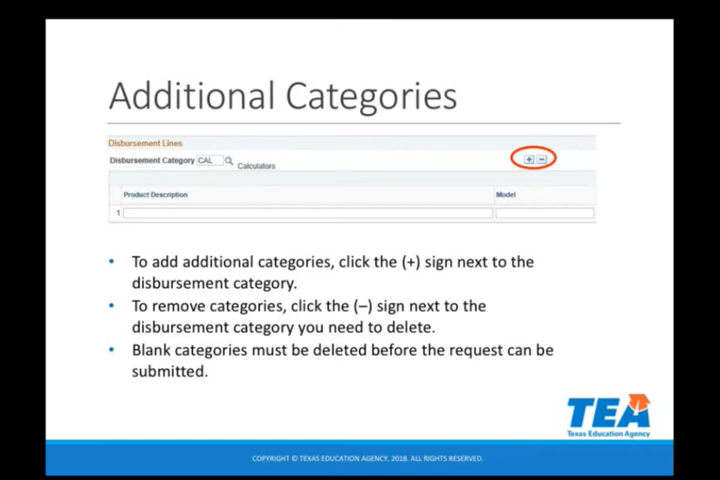 Additional Categories
Disbursement Lines
Disbursement Category CAL Calculators
Product Description Model
1
• To add additional categories, click the (+) sign next to the
disbursement category.
• To remove categories, click the (–) sign next to the
disbursement category you need to delete.
• Blank categories must be deleted before the request can be
submitted.
TEA
Texas Education Agency
COPYRIGHT © TEXAS EDUCATION AGENCY, 2018. ALL RIGHTS RESERVED.